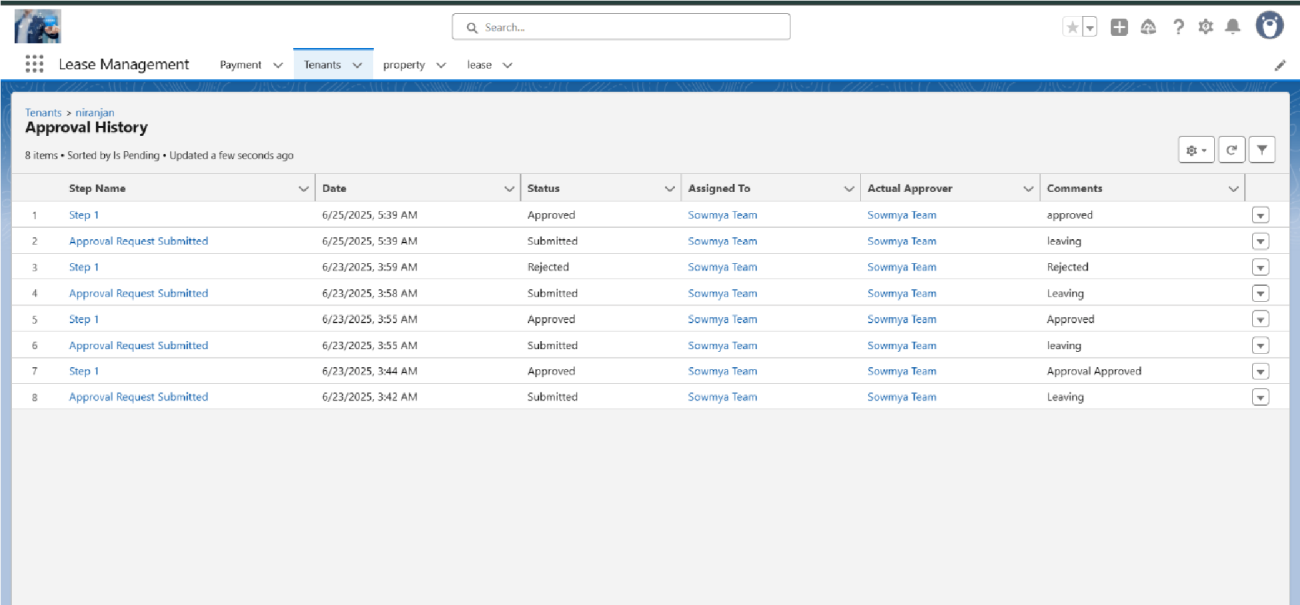 Search...
Lease Management Payment Tenants property lease
Tenants > niranjan
Approval History
8 items • Sorted by Is Pending • Updated a few seconds ago
Step Name Date Status Assigned To Actual Approver Comments
1 Step 1 6/25/2025, 5:39 AM Approved Sowmya Team Sowmya Team approved
2 Approval Request Submitted 6/25/2025, 5:39 AM Submitted Sowmya Team Sowmya Team leaving
3 Step 1 6/23/2025, 3:59 AM Rejected Sowmya Team Sowmya Team Rejected
4 Approval Request Submitted 6/23/2025, 3:58 AM Submitted Sowmya Team Sowmya Team Leaving
5 Step 1 6/23/2025, 3:55 AM Approved Sowmya Team Sowmya Team Approved
6 Approval Request Submitted 6/23/2025, 3:55 AM Submitted Sowmya Team Sowmya Team leaving
7 Step 1 6/23/2025, 3:44 AM Approved Sowmya Team Sowmya Team Approval Approved
8 Approval Request Submitted 6/23/2025, 3:42 AM Submitted Sowmya Team Sowmya Team Leaving